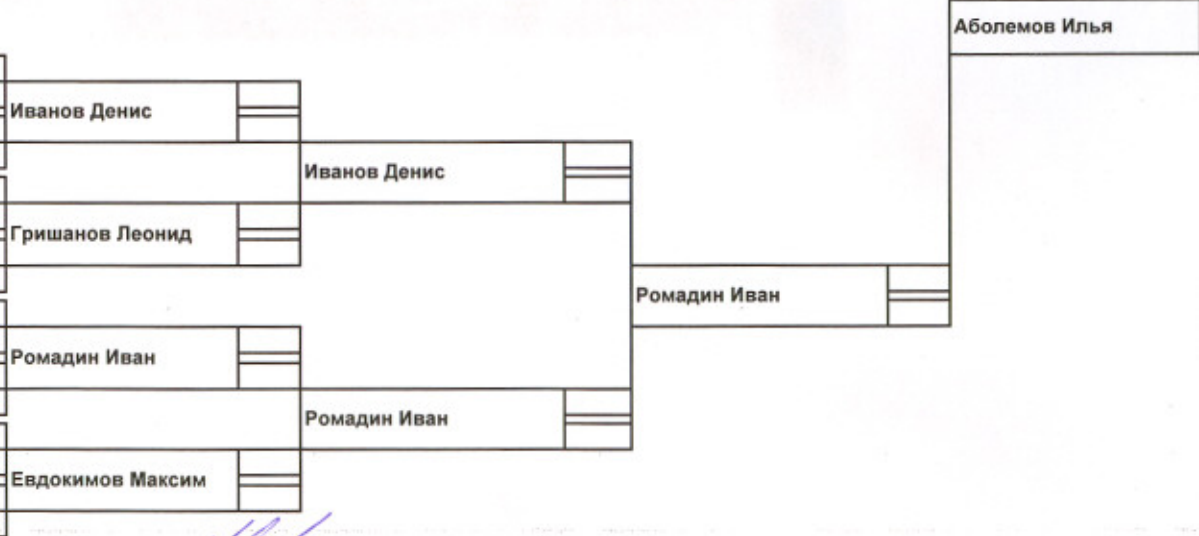 Аболемов Илья
Иванов Денис
Иванов Денис
Гришанов Леонид
Ромадин Иван
Ромадин Иван
Ромадин Иван
Евдокимов Максим